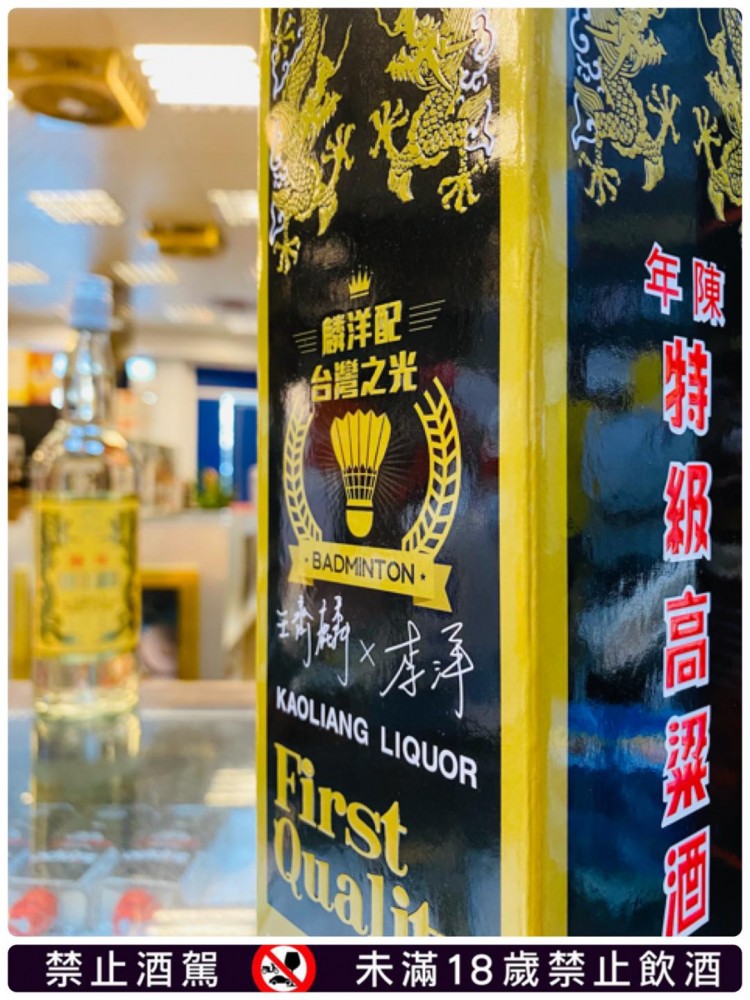 麟洋配
台灣之光
BADMINTON
王齊麟 × 李洋
KAOLIANG LIQUOR
First
Qualit
陳年
特級高粱酒
禁止酒駕
未滿18歲禁止飲酒